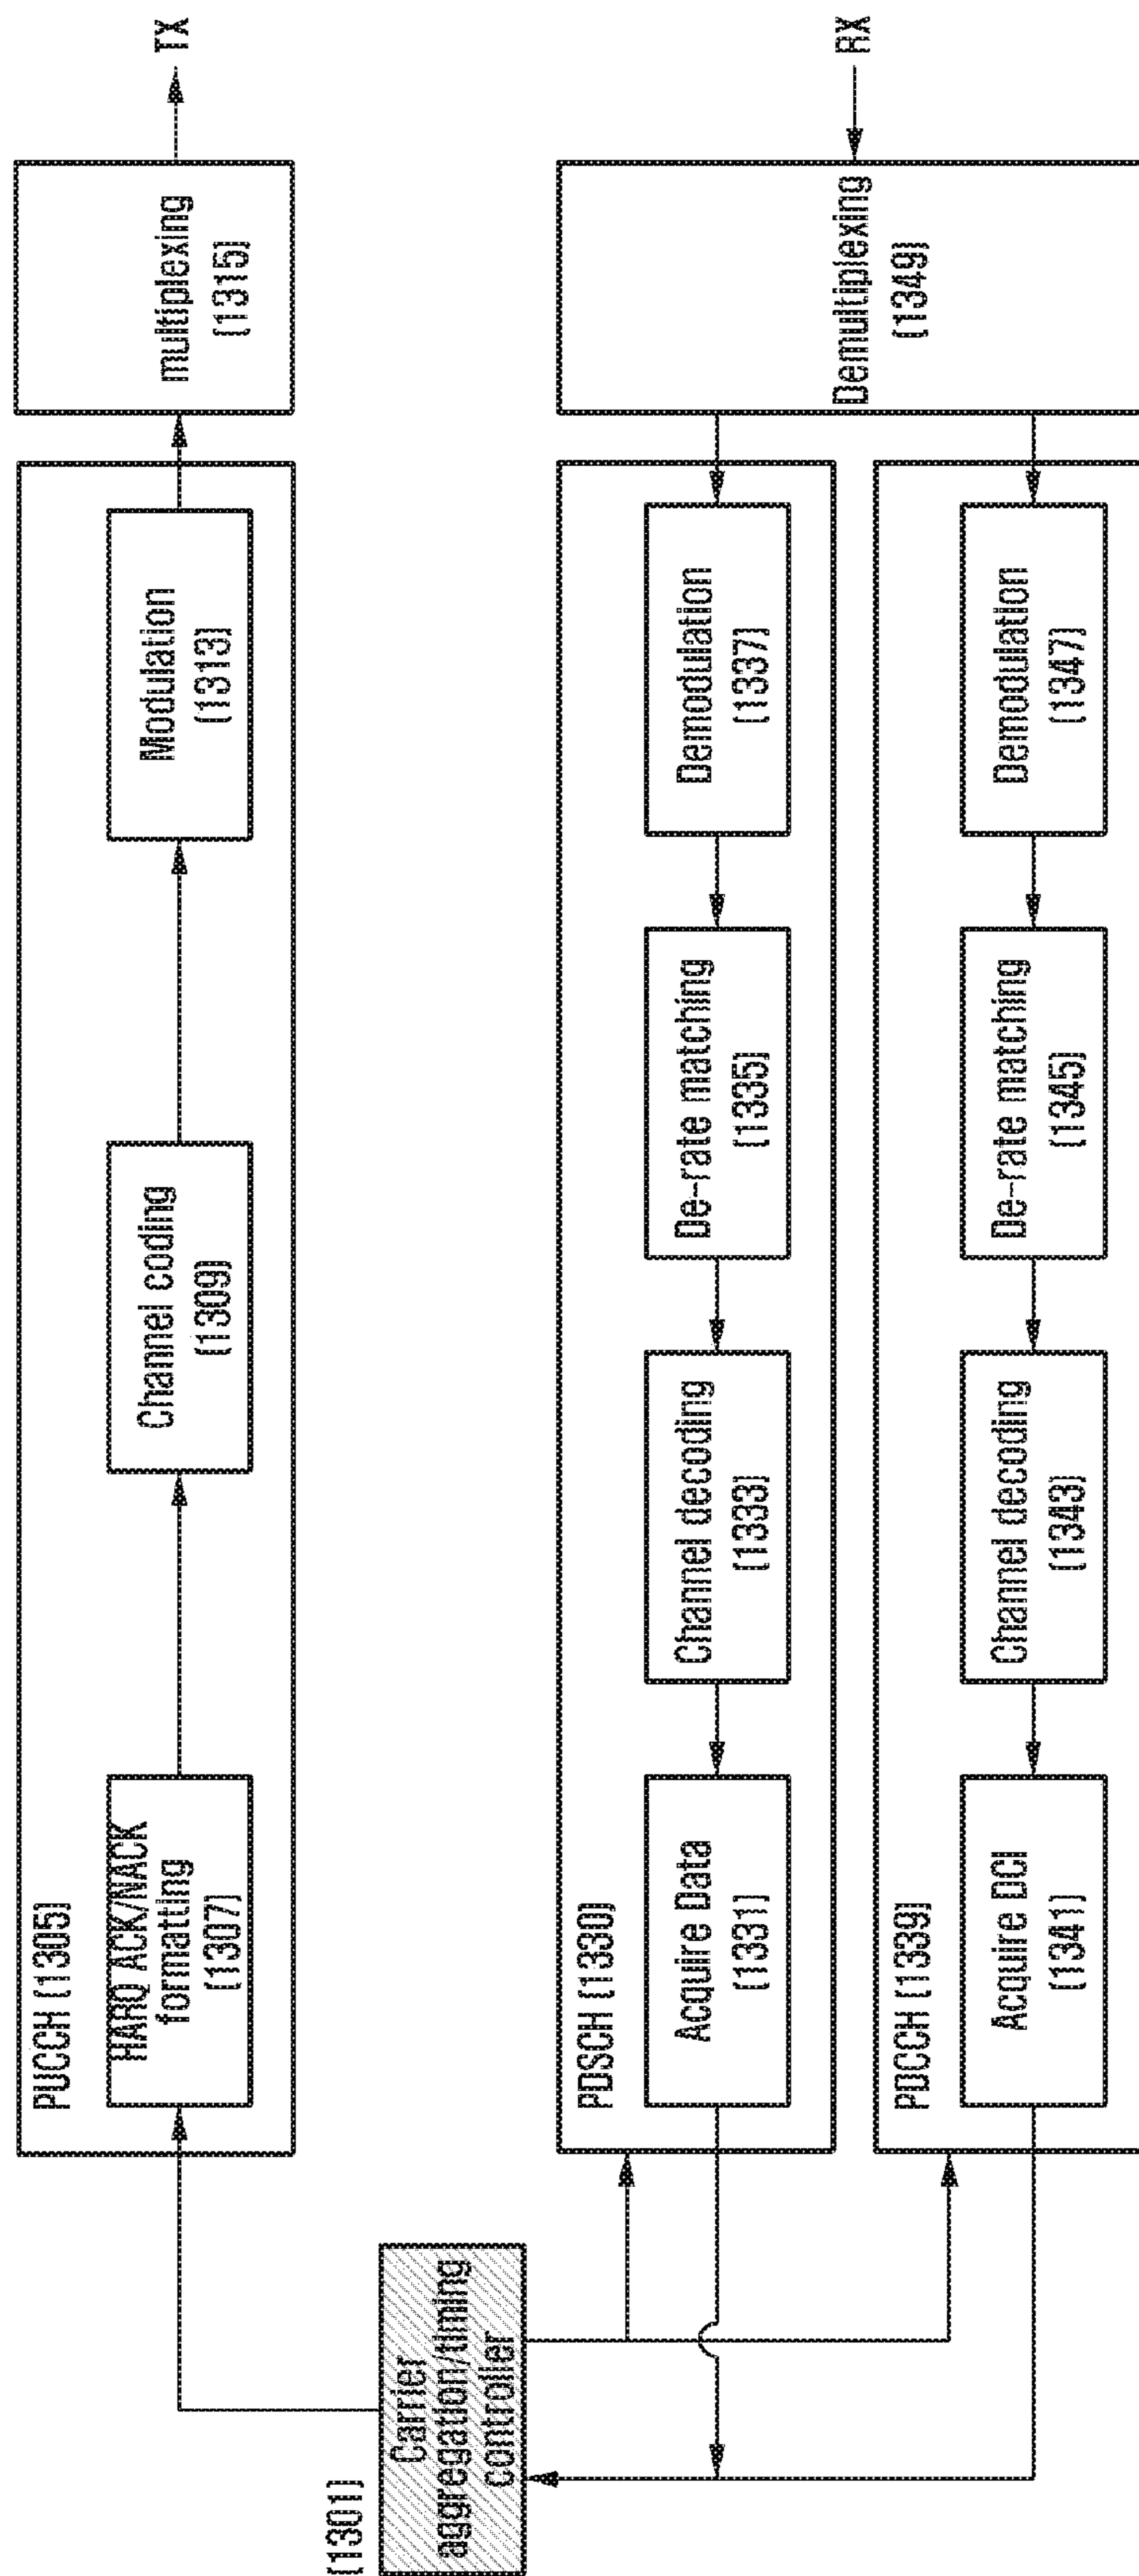 (1301)
Carrier
aggregation/timing
controller
PUCCH (1305)
HARQ ACK/NACK
formatting
(1307)
Channel coding
(1309)
Modulation
(1313)
multiplexing
(1315)
TX
PDSCH (1330)
Acquire Data
(1331)
Channel decoding
(1333)
De-rate matching
(1335)
Demodulation
(1337)
PDCCH (1339)
Acquire DCI
(1341)
Channel decoding
(1343)
De-rate matching
(1345)
Demodulation
(1347)
Demultiplexing
(1349)
RX